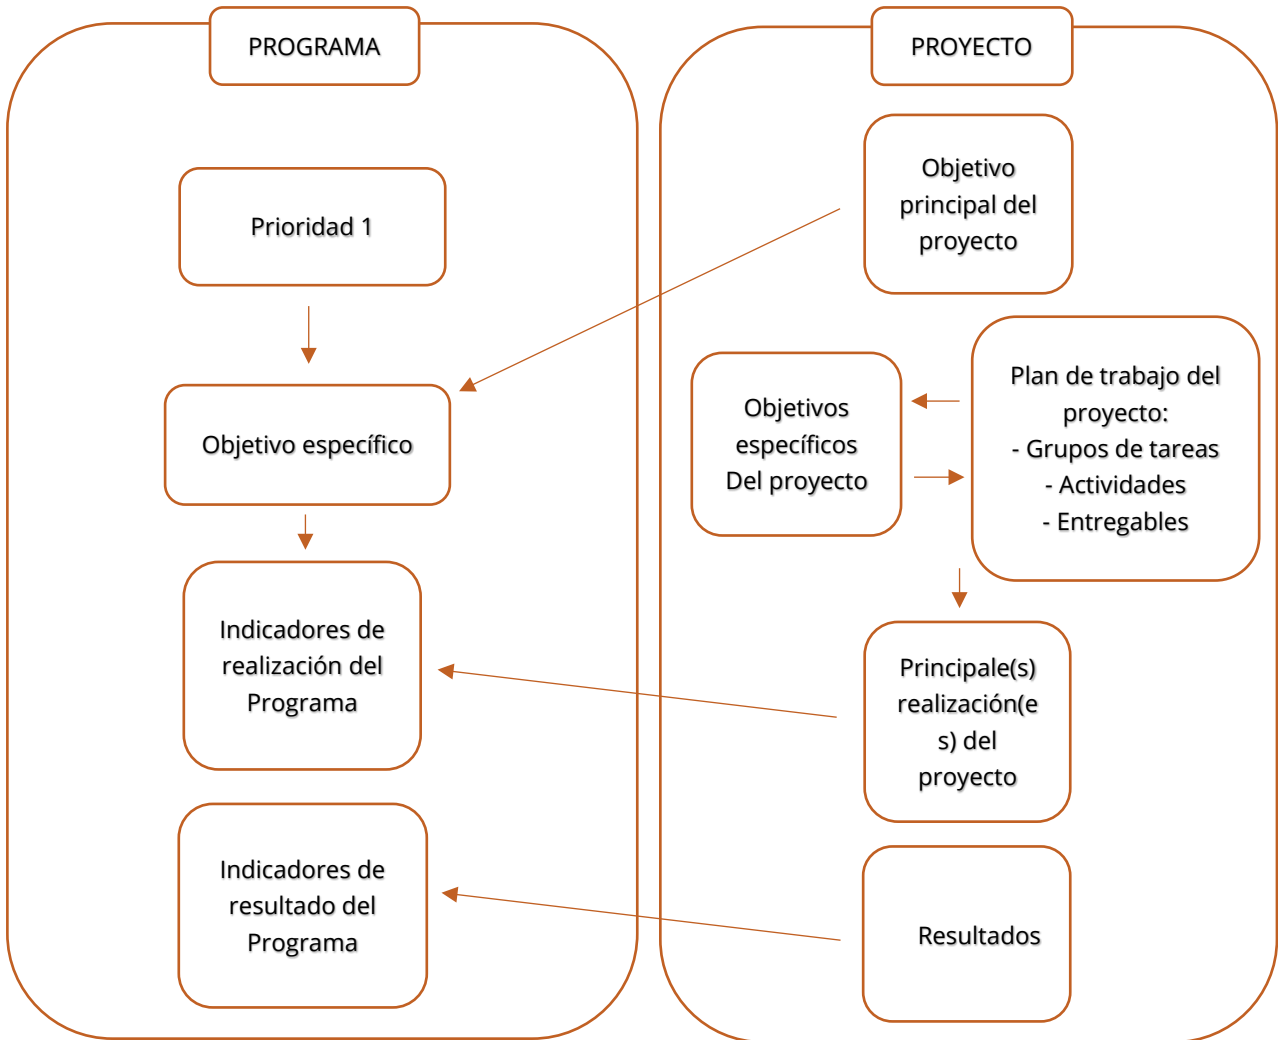 PROGRAMA
Prioridad 1
Objetivo específico
Indicadores de
realización del
Programa
Indicadores de
resultado del
Programa
PROYECTO
Objetivo
principal del
proyecto
Objetivos
específicos
Del proyecto
Plan de trabajo del
proyecto:
- Grupos de tareas
- Actividades
- Entregables
Principale(s)
realización(e
s) del
proyecto
Resultados